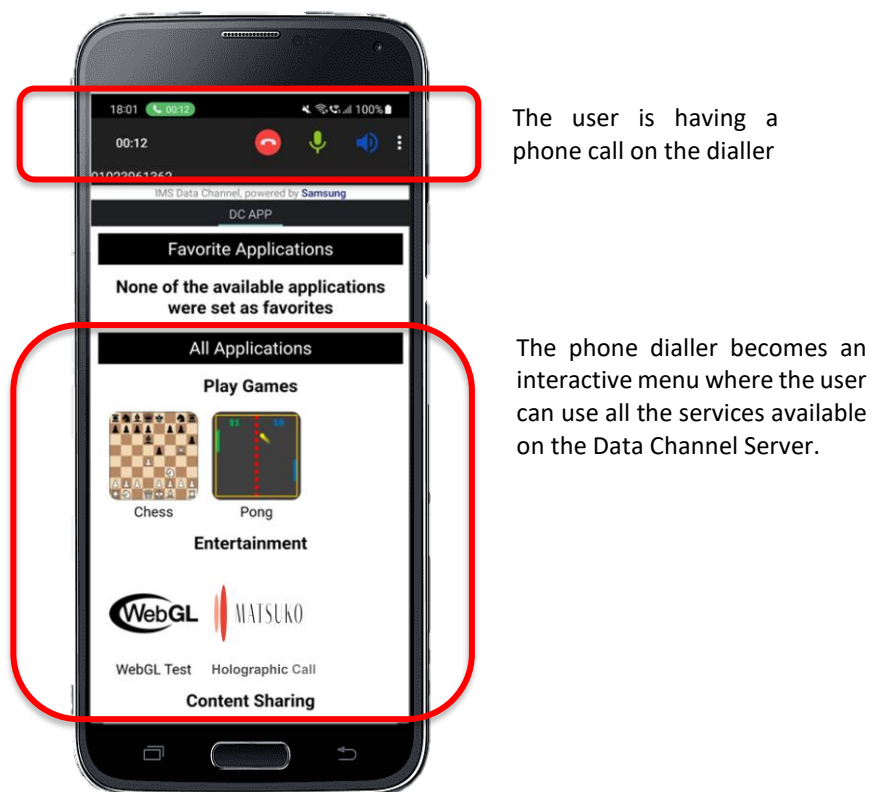 18:01 00:12 100%
00:12
01023961362
IMS Data Channel, powered by Samsung
DC APP
Favorite Applications
None of the available applications
were set as favorites
All Applications
Play Games
Chess Pong
Entertainment
WebGL MATSUKO
WebGL Test Holographic Call
Content Sharing
The user is having a
phone call on the dialler
The phone dialler becomes an
interactive menu where the user
can use all the services available
on the Data Channel Server.